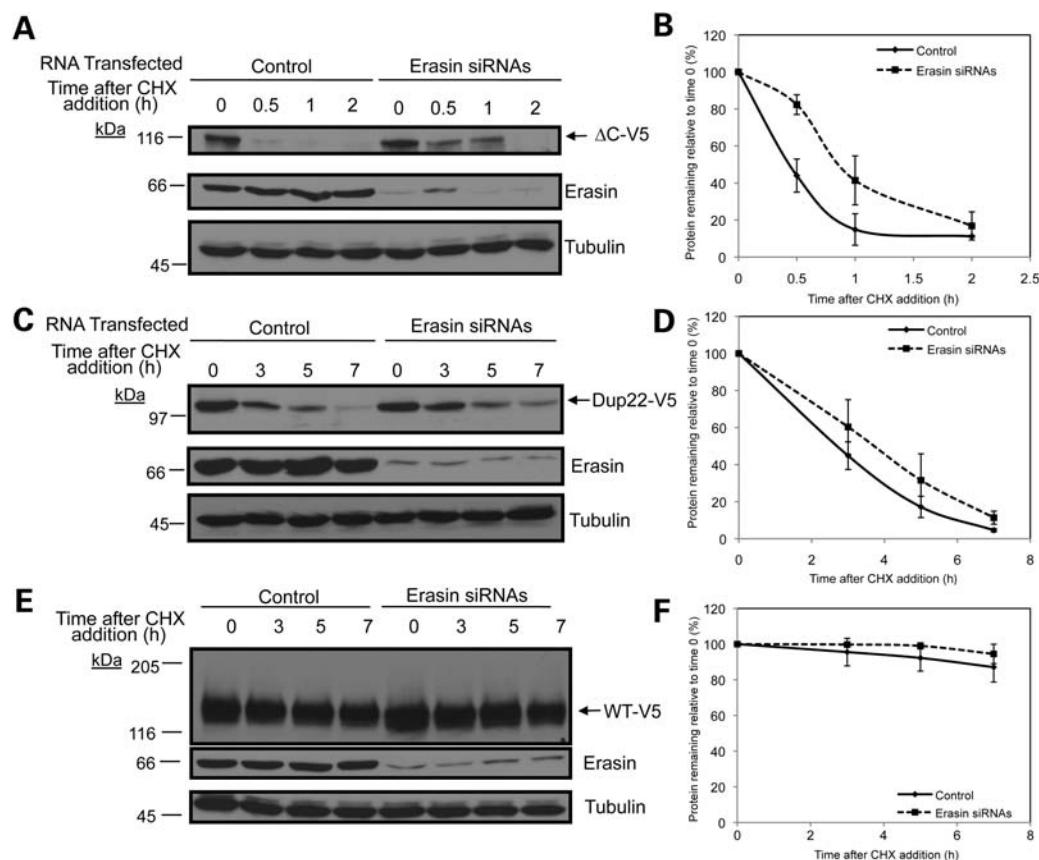 A
RNA Transfected
Control
Erasin siRNAs
Time after CHX
addition (h)
0 0.5 1 2 0 0.5 1 2
kDa
116
ΔC-V5
66
Erasin
Tubulin
45
B
Protein remaining relative to time 0 (%)
120
100
80
60
40
20
0
Control
Erasin siRNAs
0 0.5 1 1.5 2 2.5
Time after CHX addition (h)
C
RNA Transfected
Control
Erasin siRNAs
Time after CHX
addition (h)
0 3 5 7 0 3 5 7
kDa
97
Dup22-V5
66
Erasin
45
Tubulin
D
Protein remaining relative to time 0 (%)
120
100
80
60
40
20
0
Control
Erasin siRNAs
0 2 4 6 8
Time after CHX addition (h)
E
Control
Erasin siRNAs
Time after CHX
addition (h)
0 3 5 7 0 3 5 7
kDa
205
WT-V5
116
66
Erasin
Tubulin
45
F
Protein remaining relative to time 0 (%)
120
100
80
60
40
20
0
Control
Erasin siRNAs
0 2 4 6 8
Time after CHX addition (h)